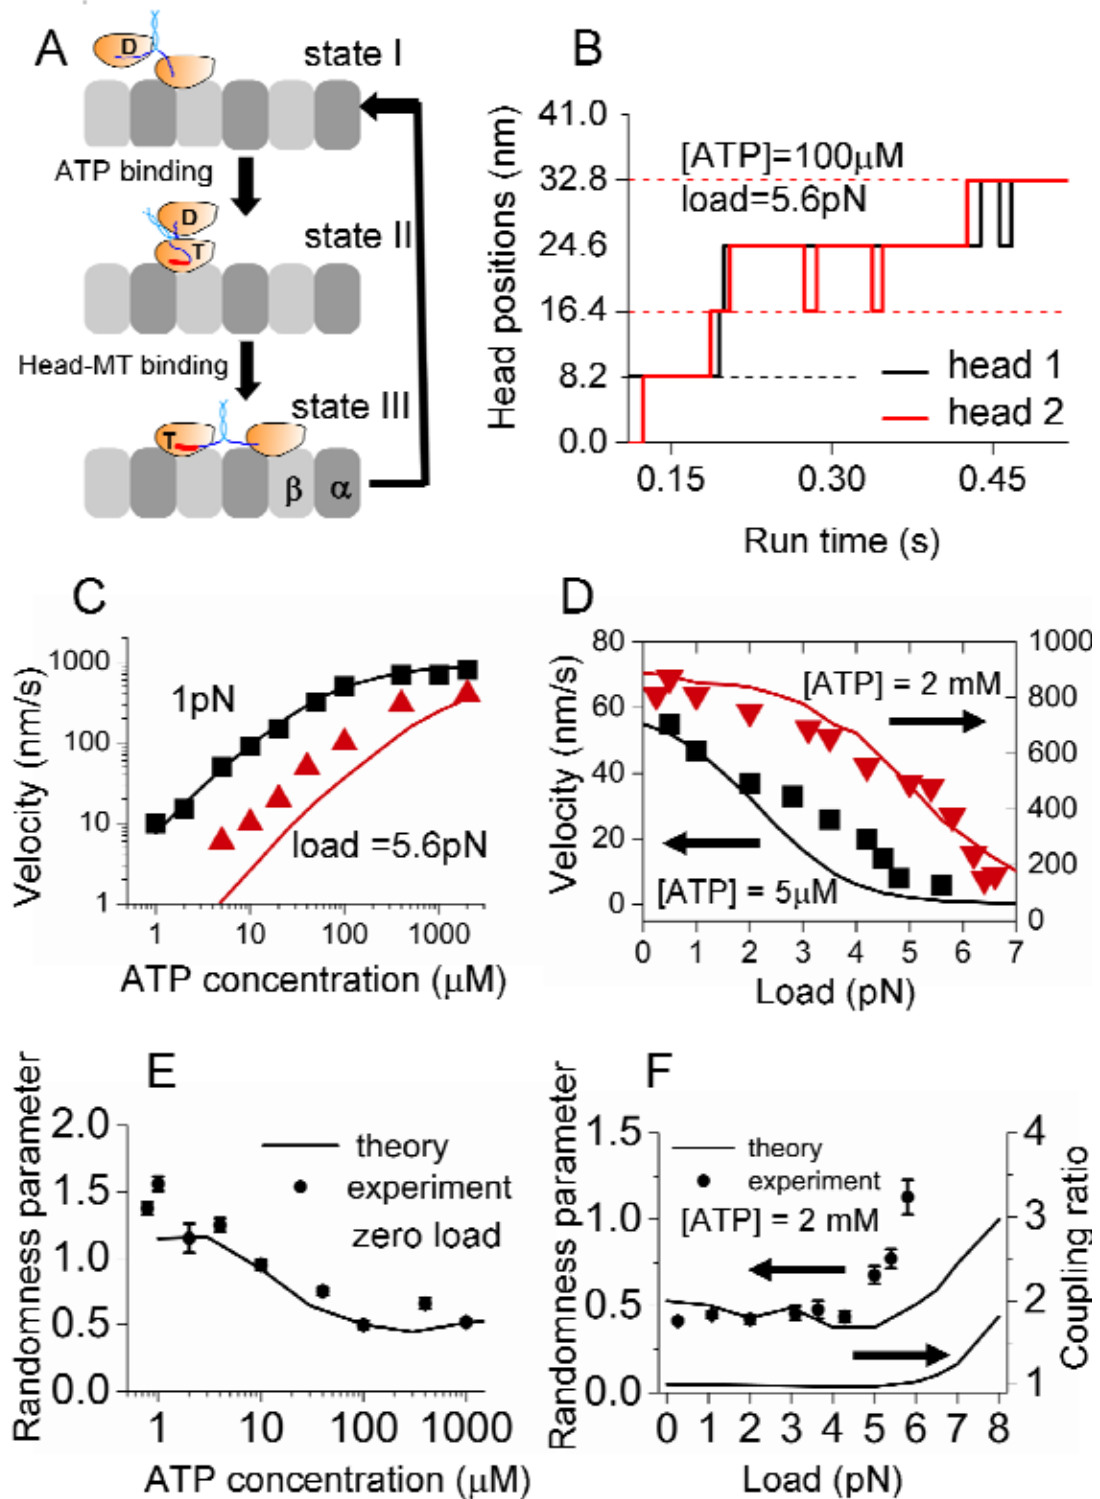 A
D
state I
ATP binding
D
T
state II
Head-MT binding
state III
T
β α
B
Head positions (nm)
41.0
32.8
24.6
16.4
8.2
0.0
[ATP]=100μM
load=5.6pN
head 1
head 2
0.15 0.30 0.45
Run time (s)
C
Velocity (nm/s)
1000
100
10
1
1pN
load =5.6pN
1 10 100 1000
ATP concentration (μM)
D
Velocity (nm/s)
80
60
40
20
0
1000
800
600
400
200
0
[ATP] = 2 mM
[ATP] = 5μM
0 1 2 3 4 5 6 7
Load (pN)
E
Randomness parameter
2.0
1.5
1.0
0.5
0.0
theory
experiment
zero load
1 10 100 1000
ATP concentration (μM)
F
Randomness parameter
1.5
1.0
0.5
0.0
theory
experiment
[ATP] = 2 mM
4
3
2
1
Coupling ratio
0 1 2 3 4 5 6 7 8
Load (pN)